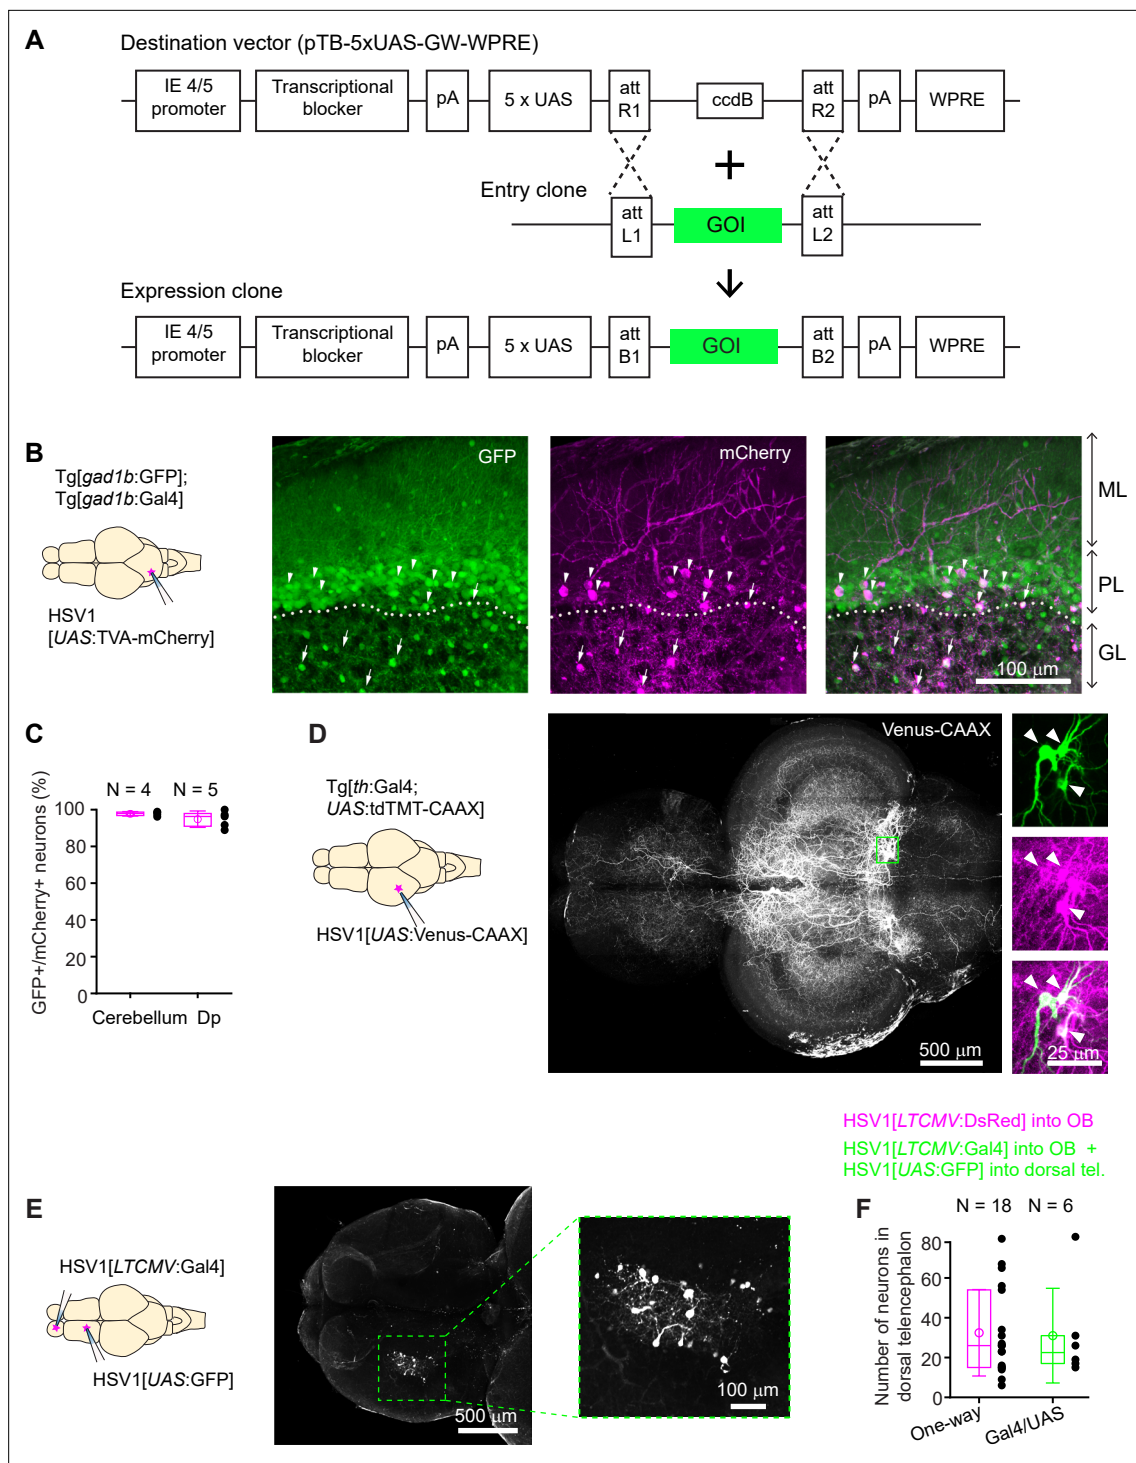 A
Destination vector (pTB-5xUAS-GW-WPRE)
IE 4/5 promoter
Transcriptional blocker
pA
5 x UAS
att R1
ccdB
att R2
pA
WPRE
+
Entry clone
att L1
GOI
att L2
Expression clone
IE 4/5 promoter
Transcriptional blocker
pA
5 x UAS
att B1
GOI
att B2
pA
WPRE
B
Tg[gad1b:GFP];
Tg[gad1b:Gal4]
HSV1
[UAS:TVA-mCherry]
GFP
mCherry
ML
PL
GL
100 μm
C
GFP+/mCherry+ neurons (%)
N = 4
N = 5
100
80
60
40
20
0
Cerebellum
Dp
D
Tg[th:Gal4;
UAS:tdTMT-CAAX]
HSV1[UAS:Venus-CAAX]
Venus-CAAX
500 μm
25 μm
E
HSV1[LTCMV:Gal4]
HSV1[UAS:GFP]
500 μm
100 μm
HSV1[LTCMV:DsRed] into OB
HSV1[LTCMV:Gal4] into OB +
HSV1[UAS:GFP] into dorsal tel.
F
N = 18
N = 6
Number of neurons in
dorsal telencephalon
80
60
40
20
0
One-way
Gal4/UAS